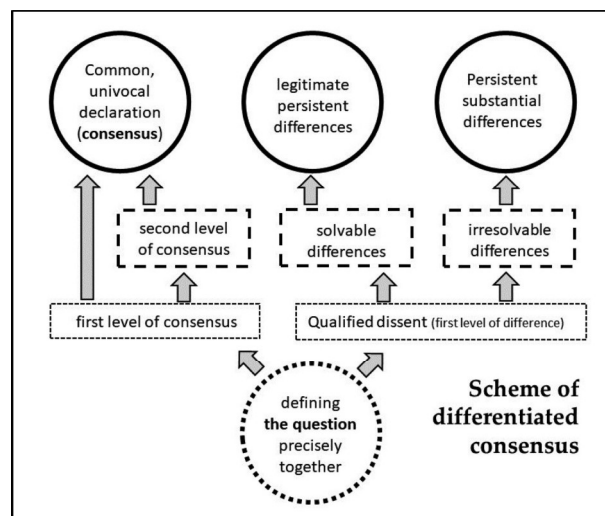 Common,
univocal
declaration
(consensus)
legitimate
persistent
differences
Persistent
substantial
differences
second level
of consensus
solvable
differences
irresolvable
differences
first level of consensus
Qualified dissent (first level of difference)
defining
the question
precisely
together
Scheme of
differentiated
consensus